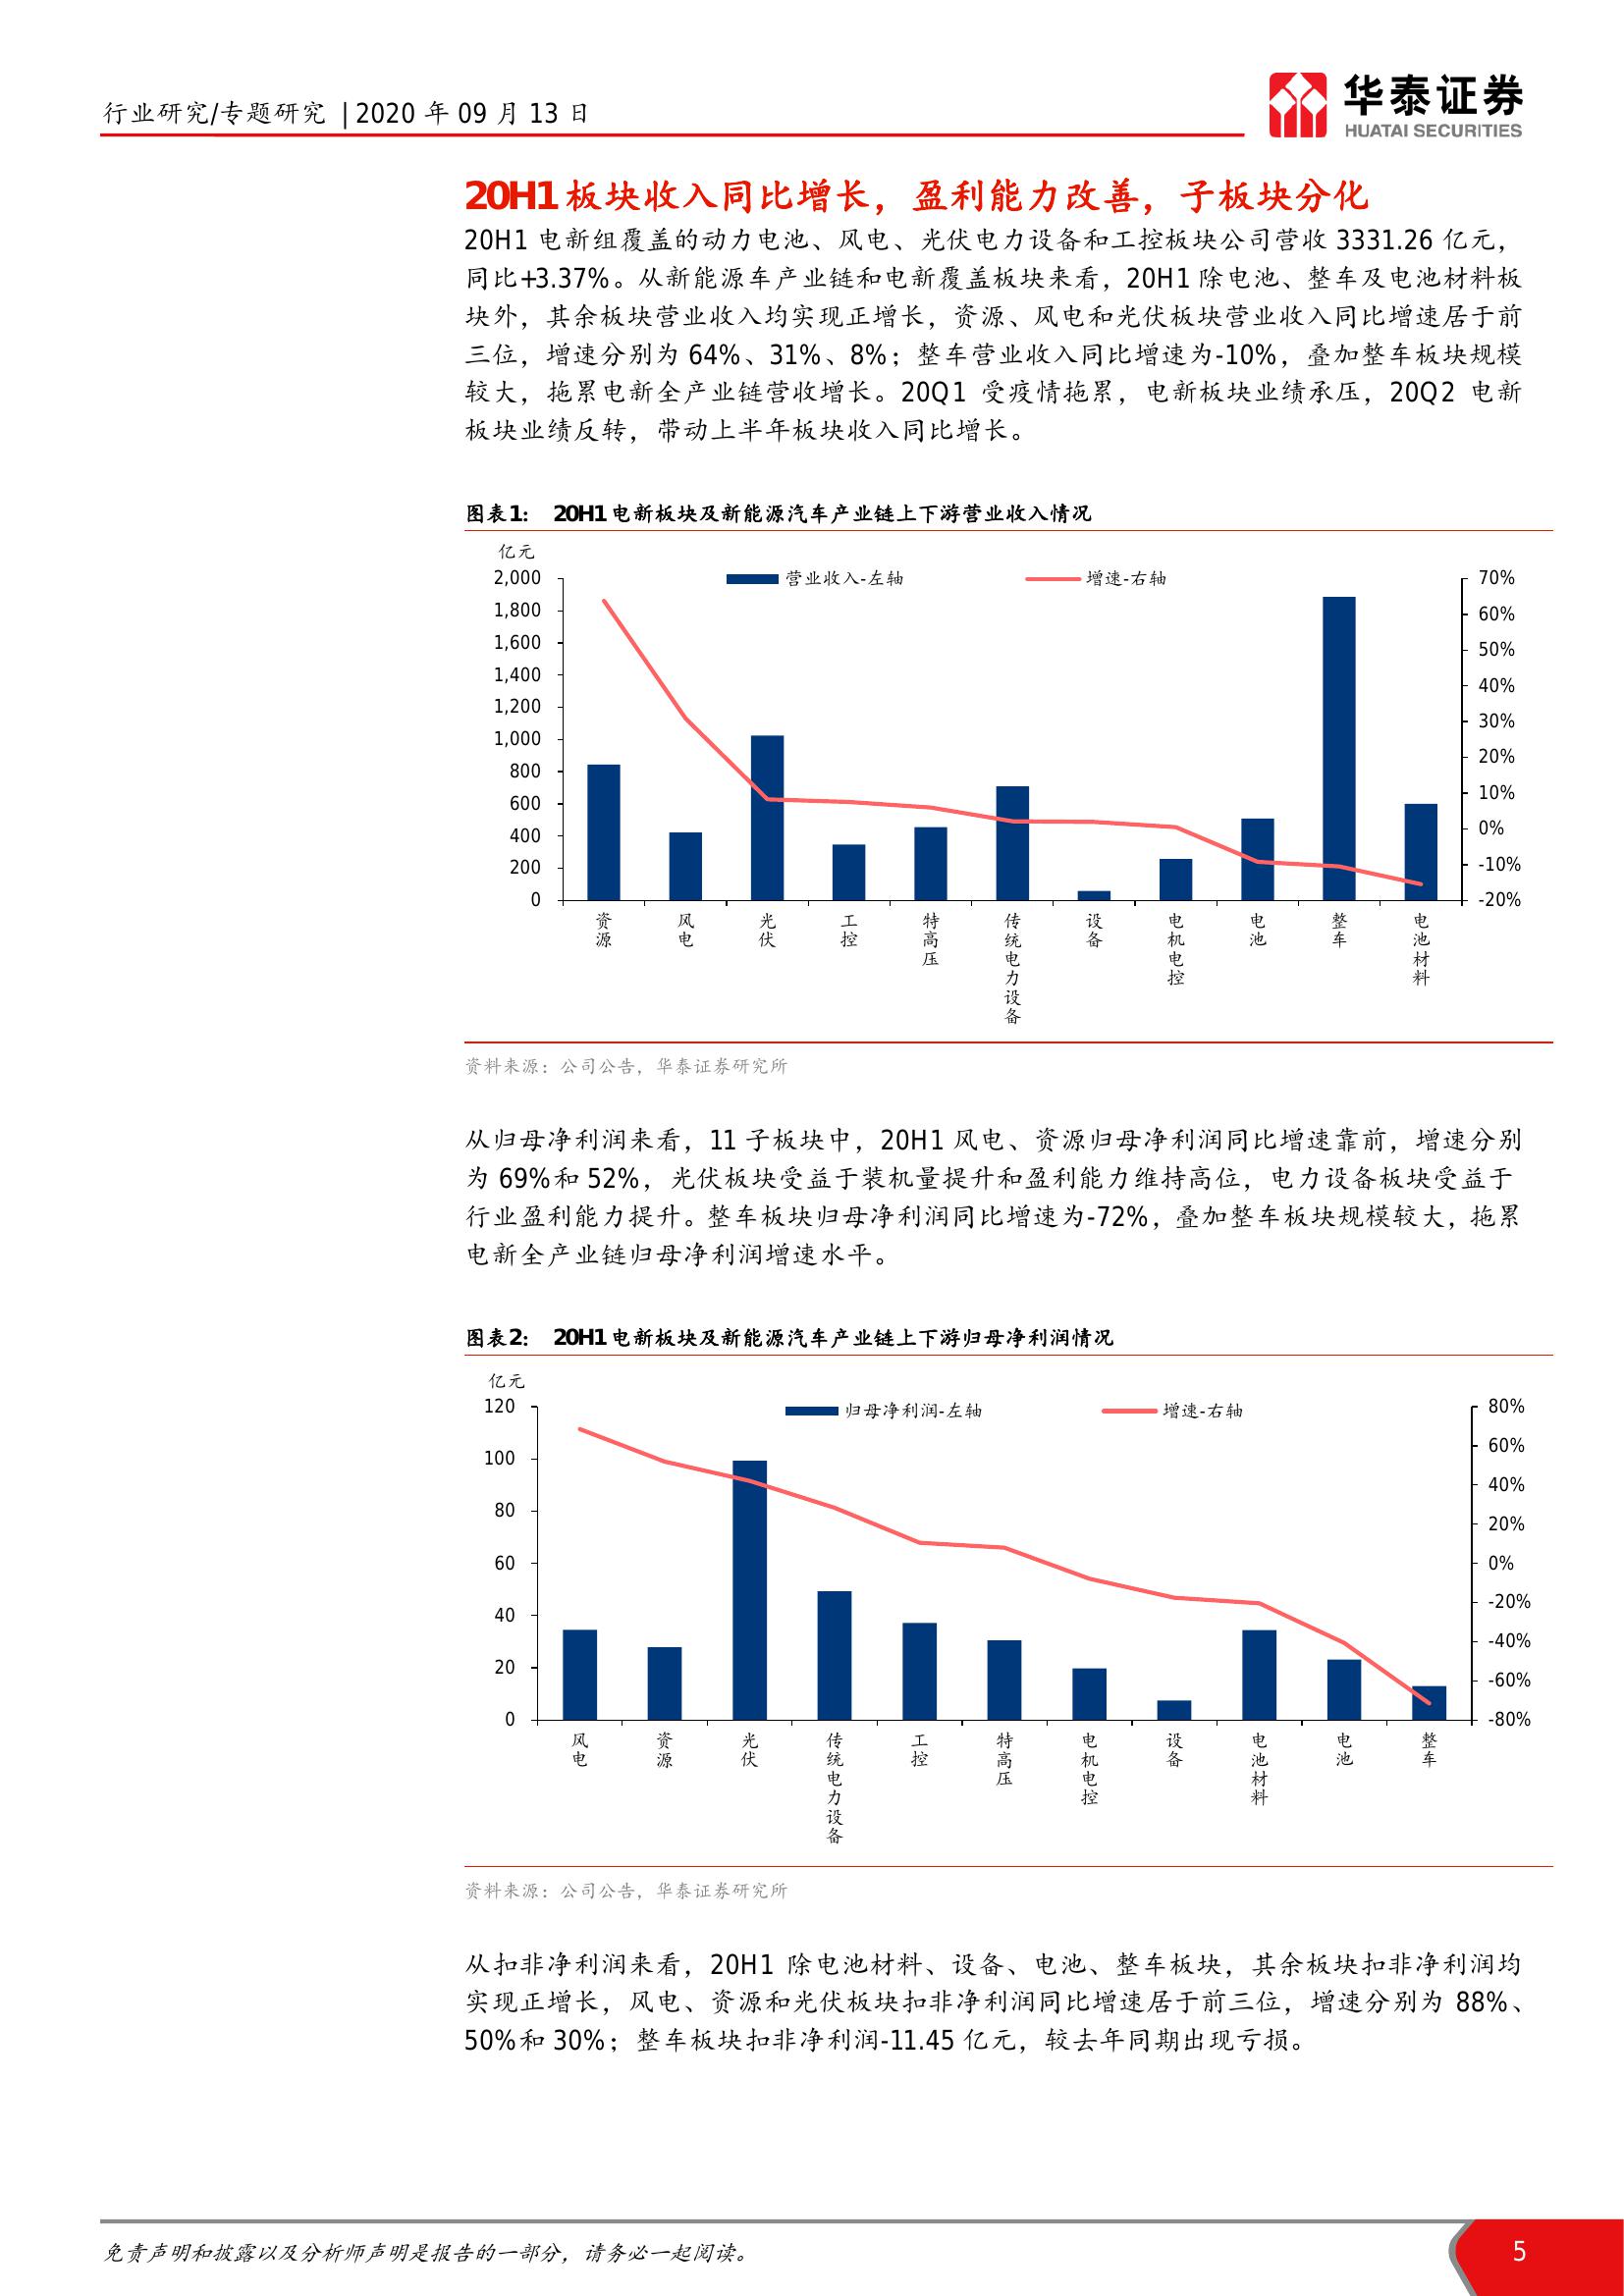 行业研究/专题研究 | 2020 年 09 月 13 日
华泰证券
HUATAI SECURITIES
20H1 板块收入同比增长，盈利能力改善，子板块分化
20H1 电新组覆盖的动力电池、风电、光伏电力设备和工控板块公司营收 3331.26 亿元，
同比+3.37%。从新能源车产业链和电新覆盖板块来看，20H1 除电池、整车及电池材料板
块外，其余板块营业收入均实现正增长，资源、风电和光伏板块营业收入同比增速居于前
三位，增速分别为 64%、31%、8%；整车营业收入同比增速为-10%，叠加整车板块规模
较大，拖累电新全产业链营收增长。20Q1 受疫情拖累，电新板块业绩承压，20Q2 电新
板块业绩反转，带动上半年板块收入同比增长。
图表1： 20H1 电新板块及新能源汽车产业链上下游营业收入情况
亿元
营业收入-左轴 增速-右轴
2,000 70%
1,800 60%
1,600 50%
1,400 40%
1,200 30%
1,000 20%
800 10%
600 0%
400 -10%
200 -20%
0
资源 风电 光伏 工控 特高压 传统电力设备 设备 电机电控 电池 整车 电池材料
资料来源：公司公告，华泰证券研究所
从归母净利润来看，11 子板块中，20H1 风电、资源归母净利润同比增速靠前，增速分别
为 69%和 52%，光伏板块受益于装机量提升和盈利能力维持高位，电力设备板块受益于
行业盈利能力提升。整车板块归母净利润同比增速为-72%，叠加整车板块规模较大，拖累
电新全产业链归母净利润增速水平。
图表2： 20H1 电新板块及新能源汽车产业链上下游归母净利润情况
亿元
归母净利润-左轴 增速-右轴
120 80%
100 60%
80 40%
60 20%
40 0%
20 -20%
0 -40%
-60%
-80%
风电 资源 光伏 传统电力设备 工控 特高压 电机电控 设备 电池材料 电池 整车
资料来源：公司公告，华泰证券研究所
从扣非净利润来看，20H1 除电池材料、设备、电池、整车板块，其余板块扣非净利润均
实现正增长，风电、资源和光伏板块扣非净利润同比增速居于前三位，增速分别为 88%、
50%和 30%；整车板块扣非净利润-11.45 亿元，较去年同期出现亏损。
免责声明和披露以及分析师声明是报告的一部分，请务必一起阅读。
5